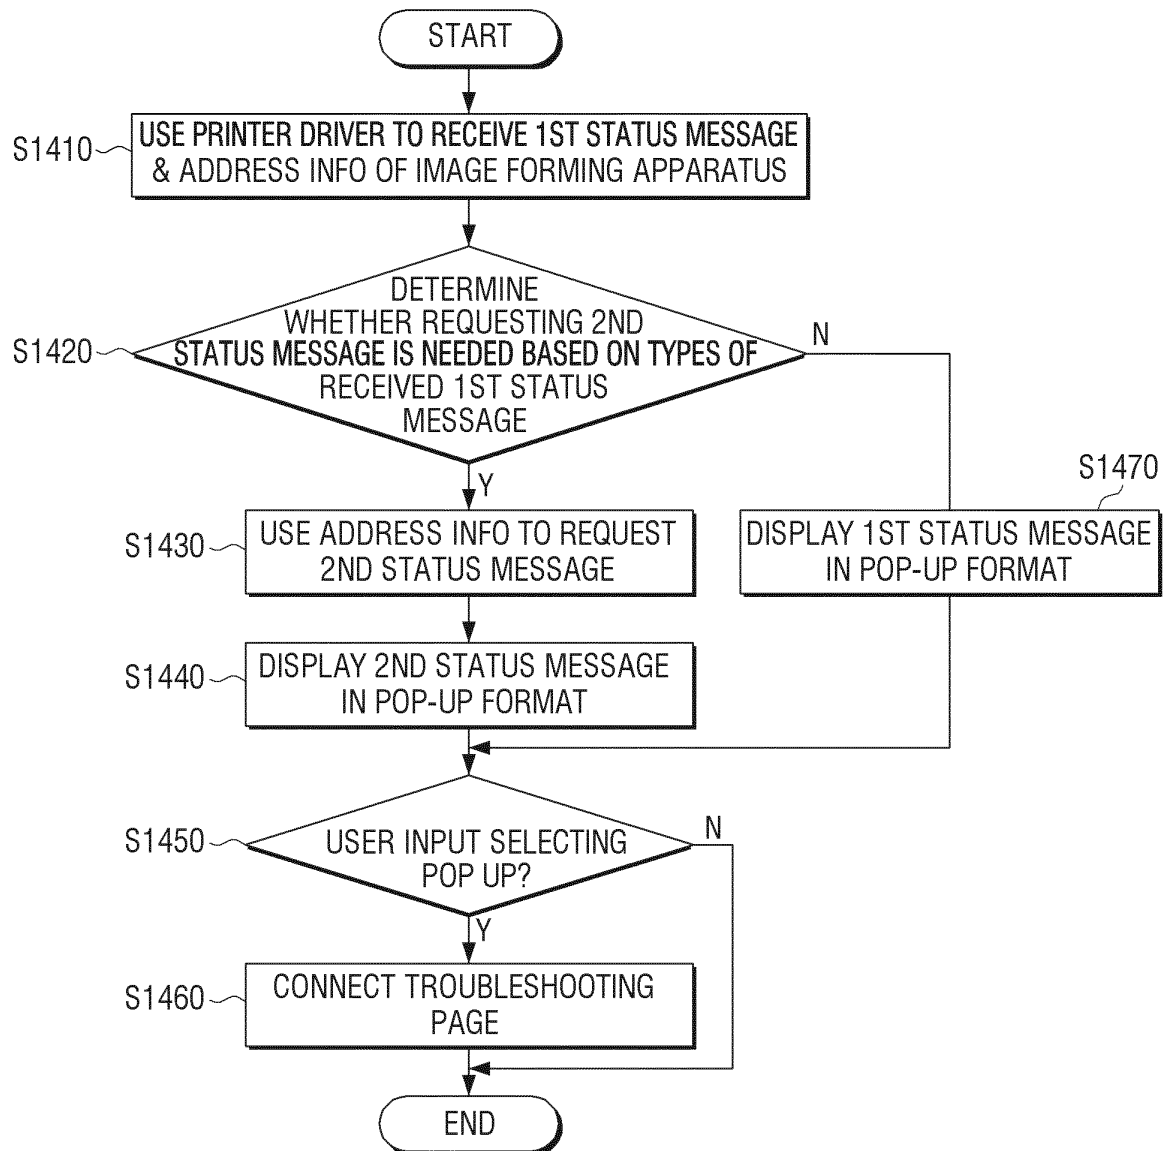 START
S1410
USE PRINTER DRIVER TO RECEIVE 1ST STATUS MESSAGE
& ADDRESS INFO OF IMAGE FORMING APPARATUS
S1420
DETERMINE
WHETHER REQUESTING 2ND
STATUS MESSAGE IS NEEDED BASED ON TYPES OF
RECEIVED 1ST STATUS
MESSAGE
N
Y
S1470
DISPLAY 1ST STATUS MESSAGE
IN POP-UP FORMAT
S1430
USE ADDRESS INFO TO REQUEST
2ND STATUS MESSAGE
S1440
DISPLAY 2ND STATUS MESSAGE
IN POP-UP FORMAT
S1450
USER INPUT SELECTING
POP UP?
N
Y
S1460
CONNECT TROUBLESHOOTING
PAGE
END